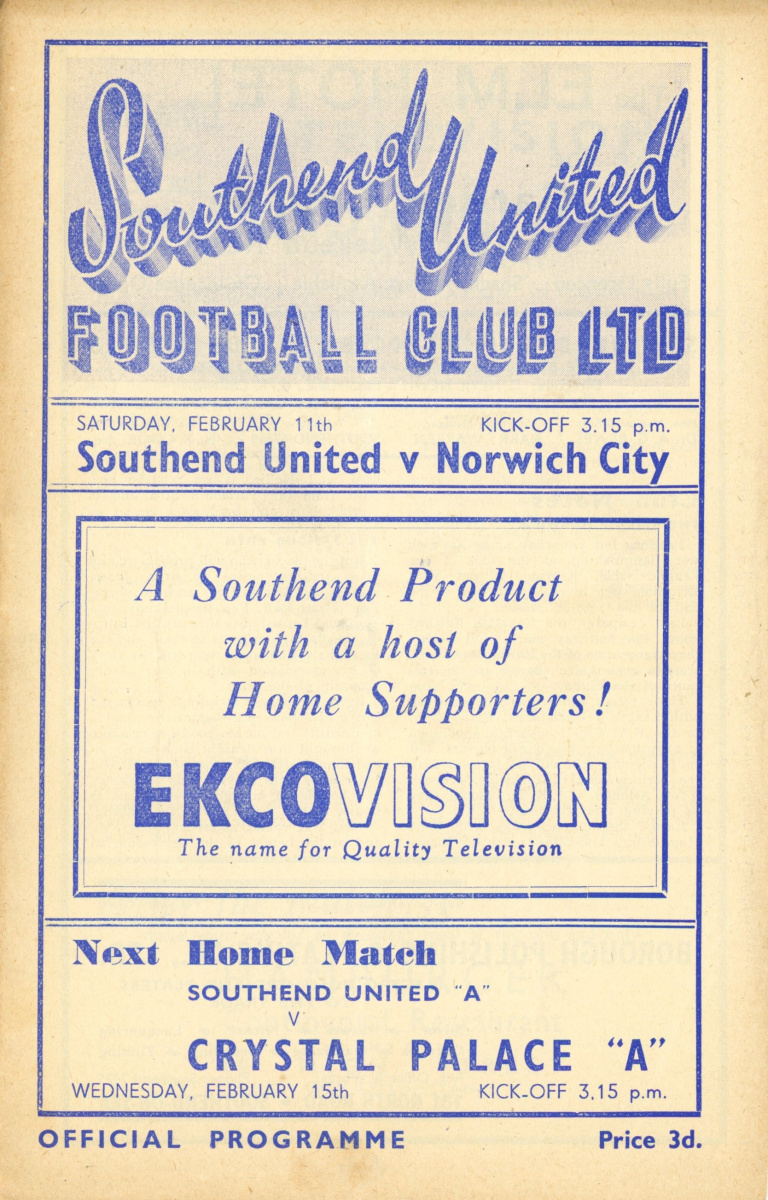 Southend United
FOOTBALL CLUB LTD
SATURDAY, FEBRUARY 11th KICK-OFF 3.15 p.m.
Southend United v Norwich City
A Southend Product
with a host of
Home Supporters!
EKCOVISION
The name for Quality Television
Next Home Match
SOUTHEND UNITED "A"
V
CRYSTAL PALACE "A"
WEDNESDAY, FEBRUARY 15th KICK-OFF 3.15 p.m.
OFFICIAL PROGRAMME Price 3d.